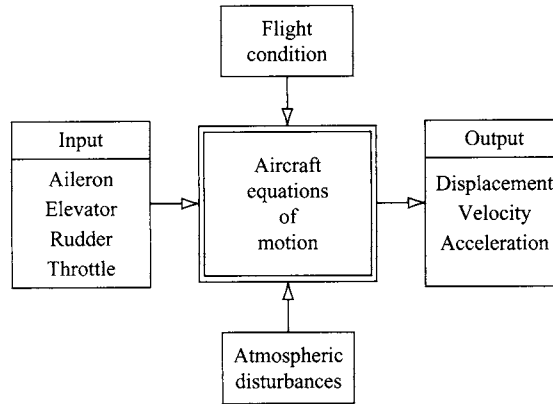 Flight
condition
Input
Aileron
Elevator
Rudder
Throttle
Aircraft
equations
of
motion
Output
Displacement
Velocity
Acceleration
Atmospheric
disturbances